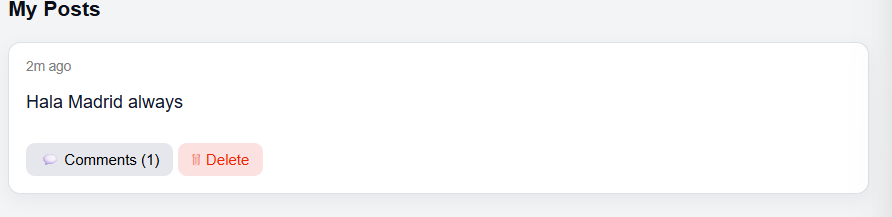 My Posts
2m ago
Hala Madrid always
💬 Comments (1) 🗑 Delete